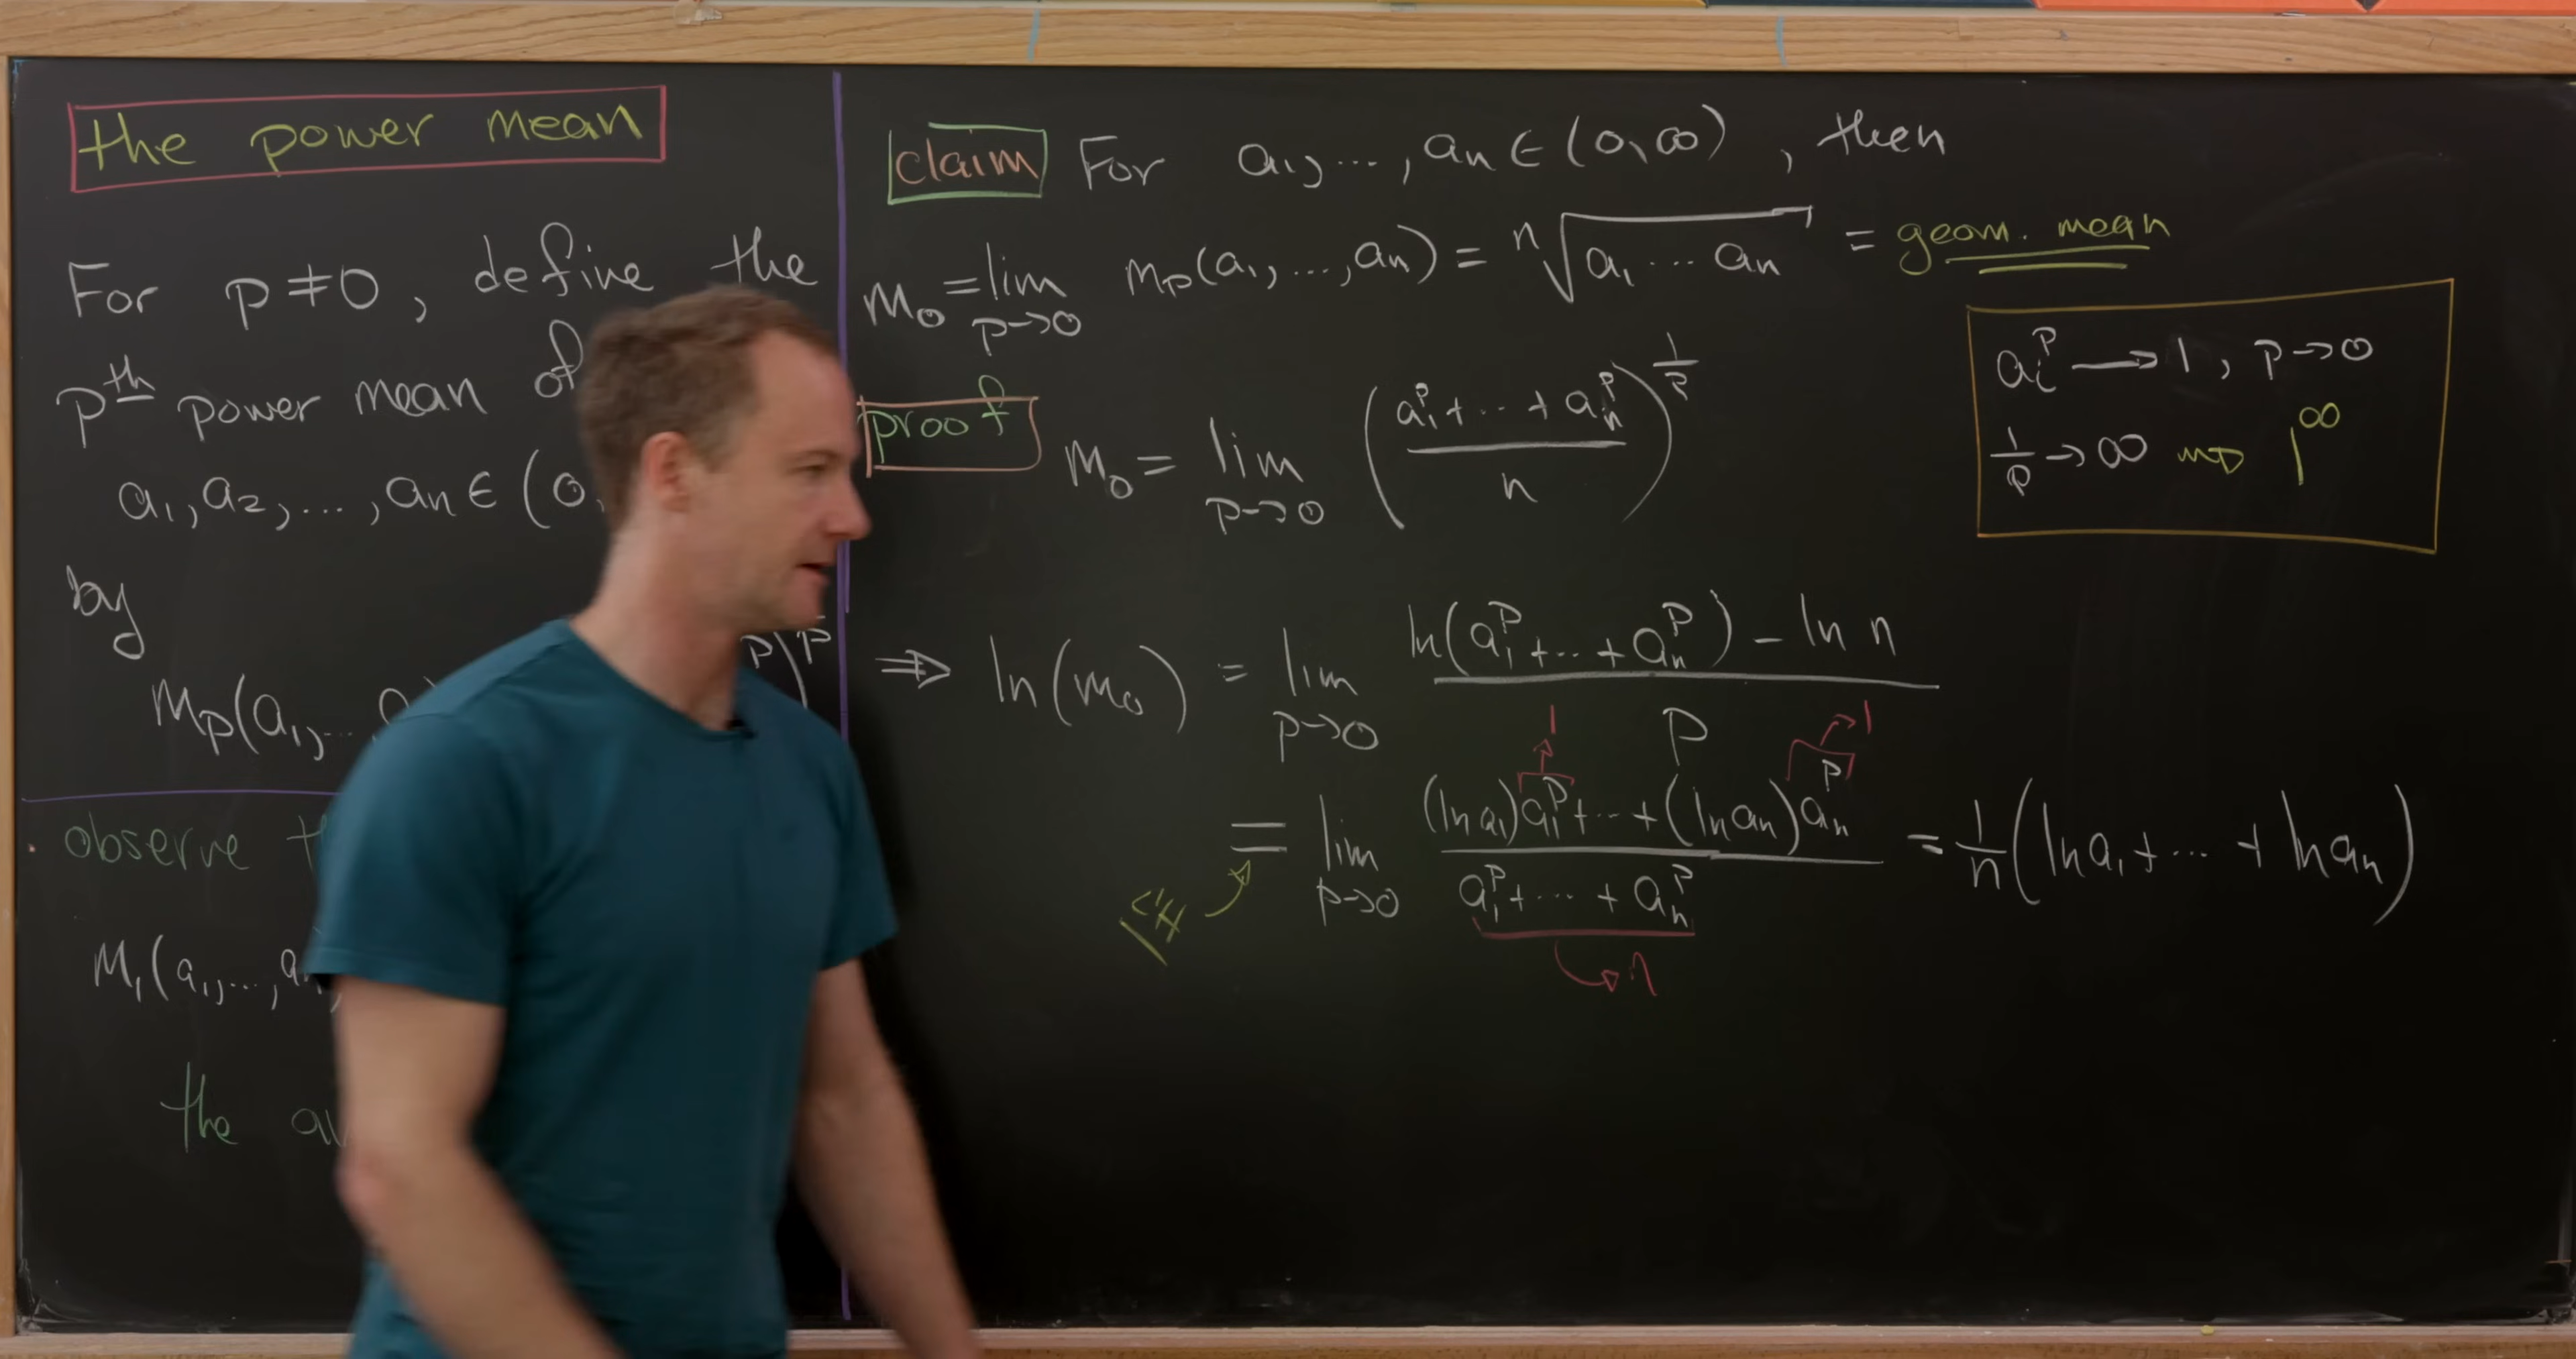 the power mean
For p ≠ 0, define the
pth power mean of
a₁, a₂, ..., aₙ ∈ (0,
by
Mp(a₁, ...
observe
M₁(a₁, ..., a
the
claim For a₁, ..., aₙ ∈ (0,∞), then
M₀ = lim p→0 Mp(a₁, ..., aₙ) = ⁿ√(a₁ ... aₙ) = geom. mean
aᵢᵖ → 1, p→0
1/p → ∞ ⇝ 1^∞
proof M₀ = lim p→0 ((a₁ᵖ + ... + aₙᵖ)/n)^(1/p)
⇒ ln(M₀) = lim p→0 (ln(a₁ᵖ + ... + aₙᵖ) - ln n)/p
1 1
L'H = lim p→0 ((ln a₁)a₁ᵖ + ... + (ln aₙ)aₙᵖ)/(a₁ᵖ + ... + aₙᵖ) = 1/n (ln a₁ + ... + ln aₙ)
n